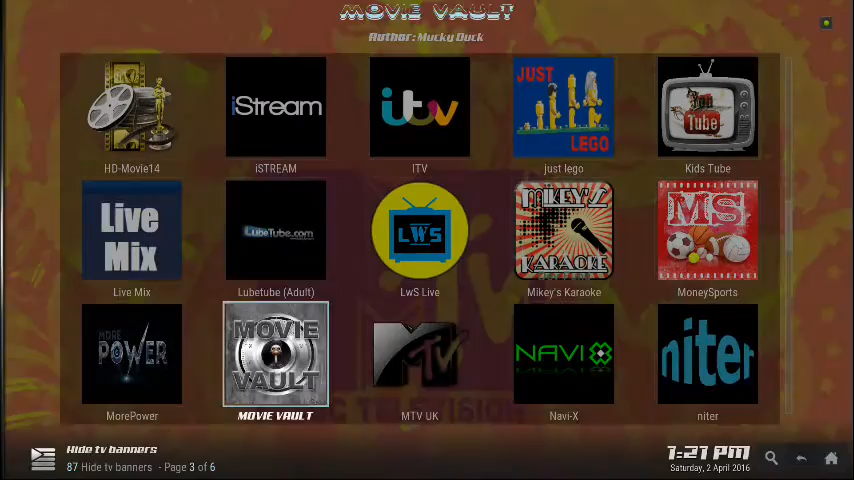 MOVIE VAULT
Author: Mucky Duck
iStream
itv
JUST
LEGO
You
Tube
HD-Movie14
iSTREAM
ITV
just lego
Kids Tube
Live
Mix
LubeTube.com
LWS
MiKEY'S
KARAOKE
MS
Live Mix
Lubetube (Adult)
LwS Live
Mikey's Karaoke
MoneySports
MORE
POWER
MOVIE
VAULT
MTV
NAVI X
niter
MorePower
MOVIE VAULT
MTV UK
Navi-X
niter
Hide tv banners
87 Hide tv banners - Page 3 of 6
1:21 PM
Saturday, 2 April 2016